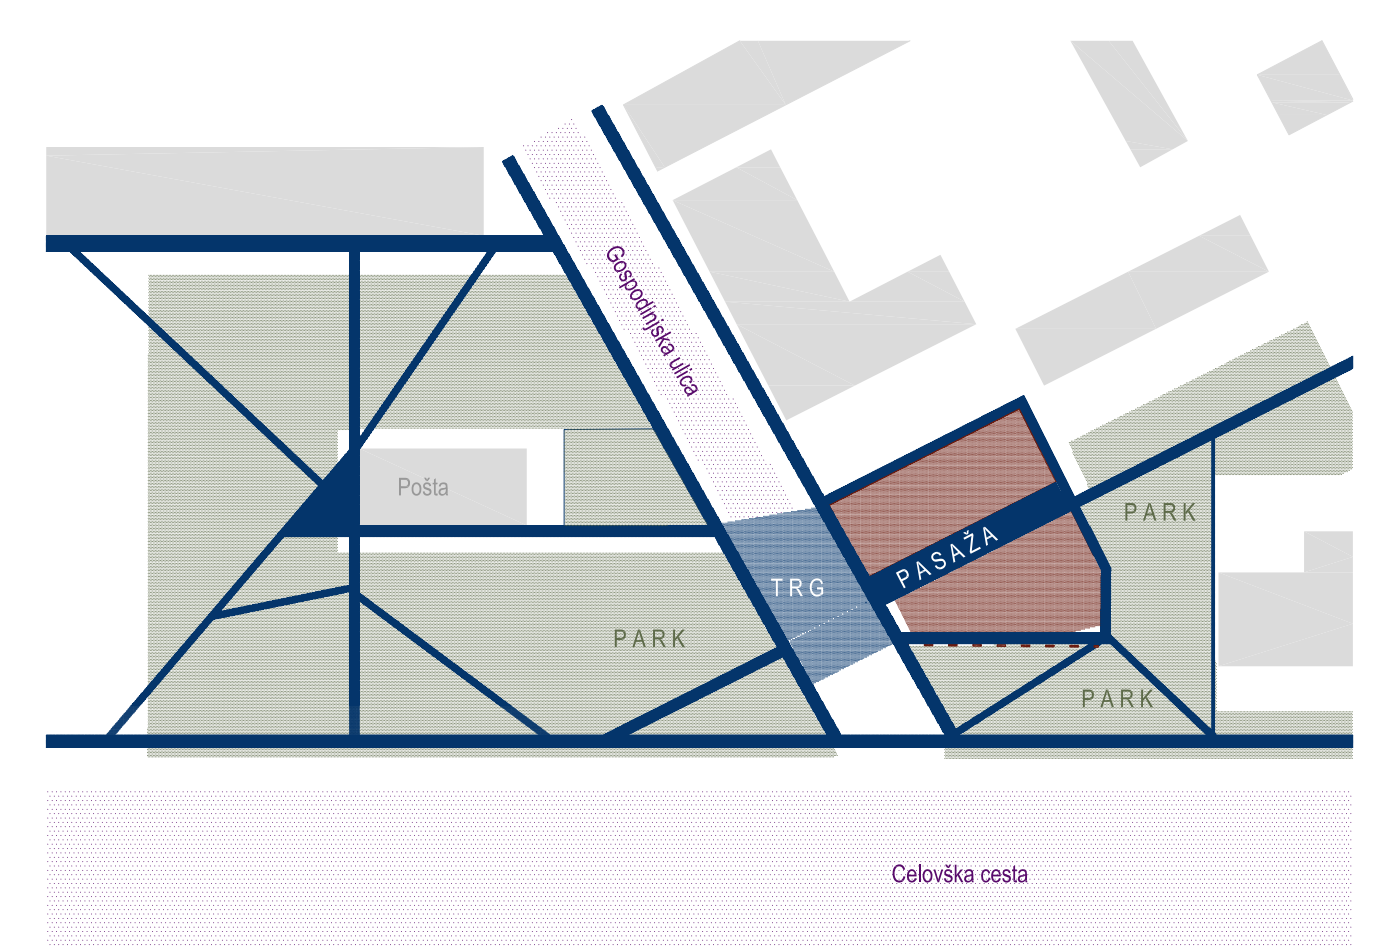 Gospodinjska ulica
Pošta
PARK
PASAŽA
TRG
PARK
PARK
Celovška cesta